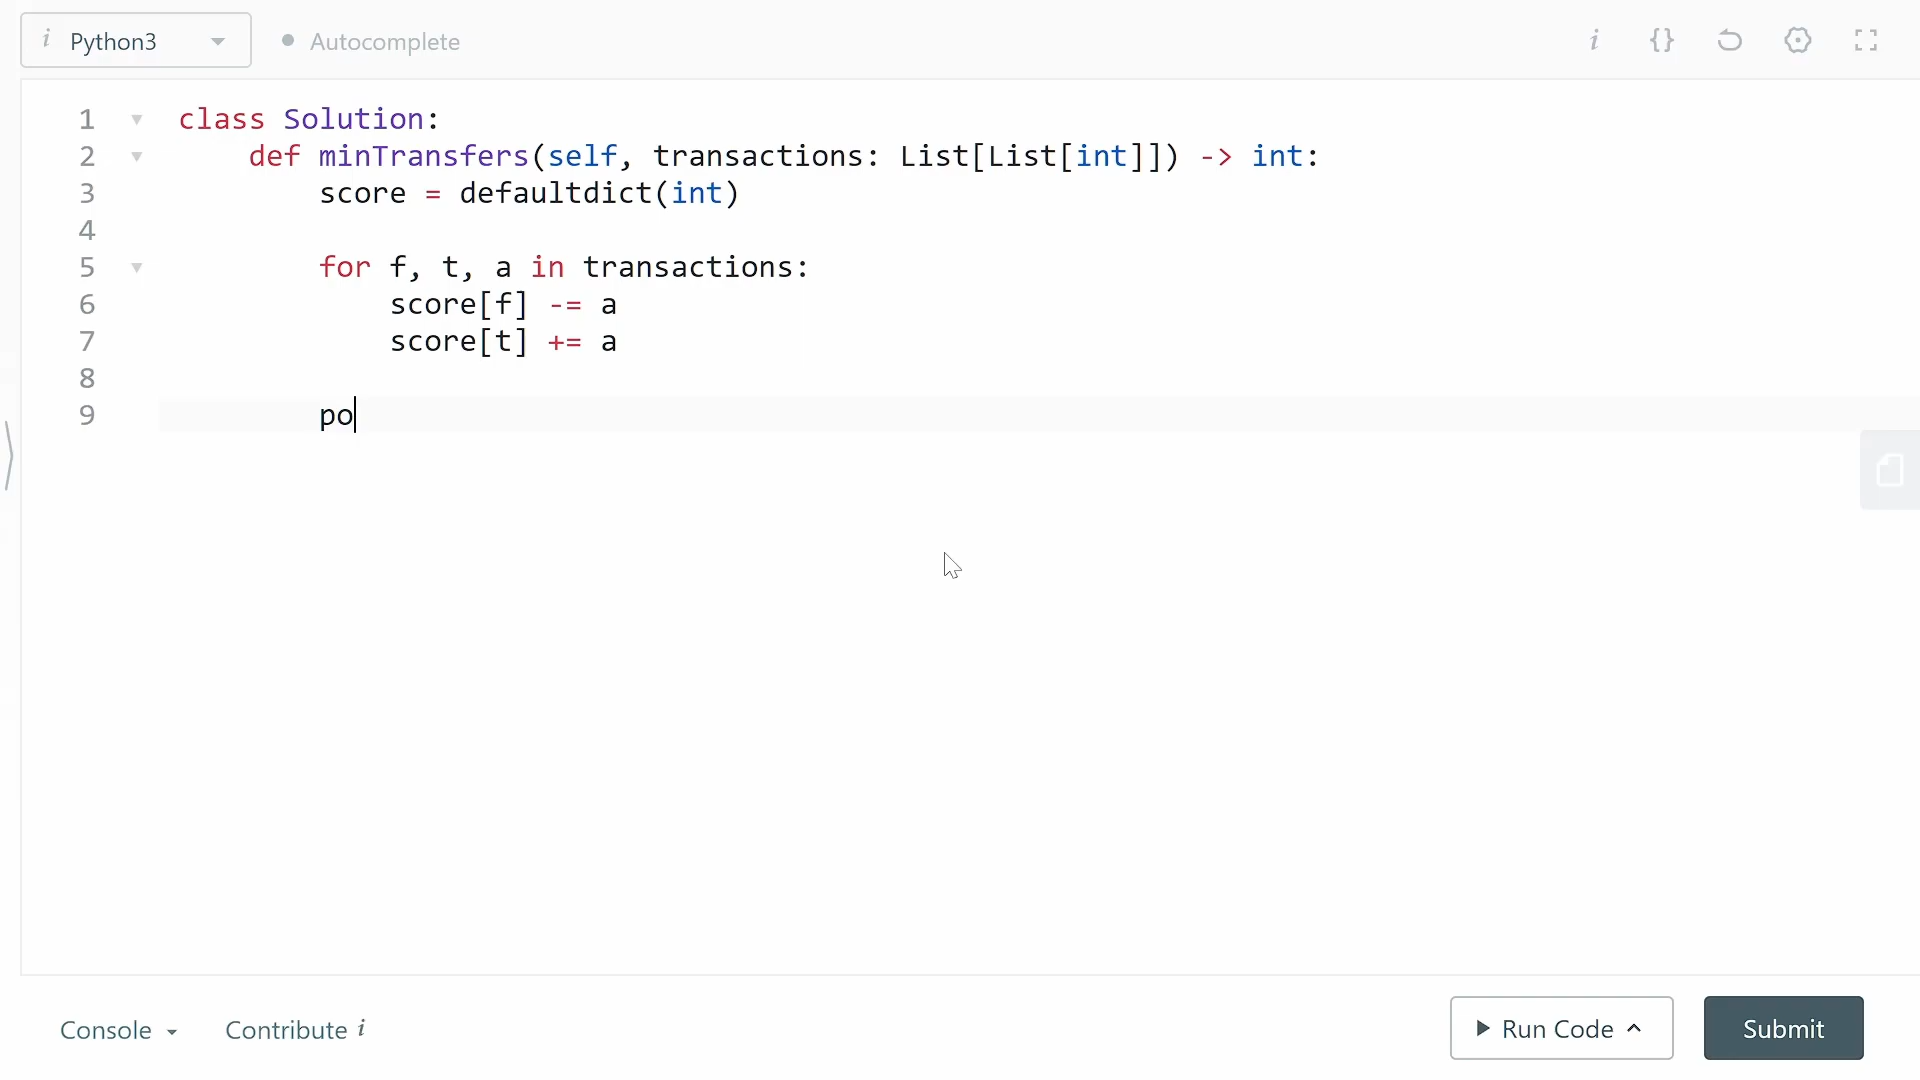 i Python3 Autocomplete i {}
1 class Solution:
2 def minTransfers(self, transactions: List[List[int]]) -> int:
3 score = defaultdict(int)
4
5 for f, t, a in transactions:
6 score[f] -= a
7 score[t] += a
8
9 po
Console Contribute i Run Code Submit